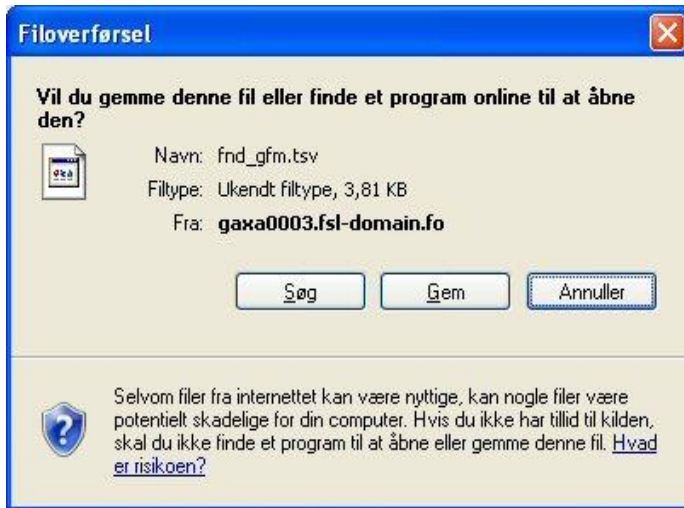 Filoverførsel
Vil du gemme denne fil eller finde et program online til at åbne
den?
Navn: fnd_gfm.tsv
Filtype: Ukendt filtype, 3,81 KB
Fra: gaxa0003.fsl-domain.fo
Søg Gem Annuller
Selvom filer fra internettet kan være nyttige, kan nogle filer være
potentielt skadelige for din computer. Hvis du ikke har tillid til kilden,
skal du ikke finde et program til at åbne eller gemme denne fil. Hvad
er risikoen?